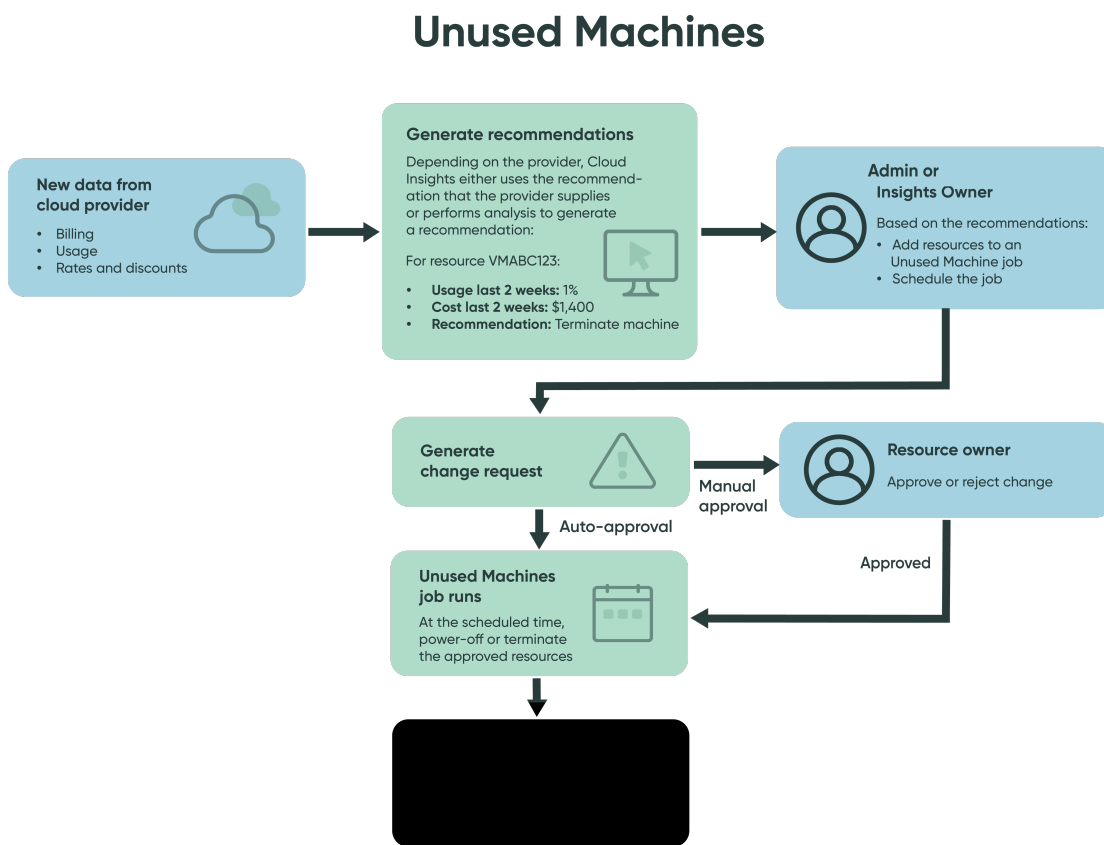 Unused Machines
New data from
cloud provider
• Billing
• Usage
• Rates and discounts
Generate recommendations
Depending on the provider, Cloud
Insights either uses the recommend-
ation that the provider supplies
or performs analysis to generate
a recommendation:
For resource VMABC123:
• Usage last 2 weeks: 1%
• Cost last 2 weeks: $1,400
• Recommendation: Terminate machine
Admin or
Insights Owner
Based on the recommendations:
• Add resources to an
Unused Machine job
• Schedule the job
Generate
change request
Manual
approval
Resource owner
Approve or reject change
Auto-approval
Approved
Unused Machines
job runs
At the scheduled time,
power-off or terminate
the approved resources